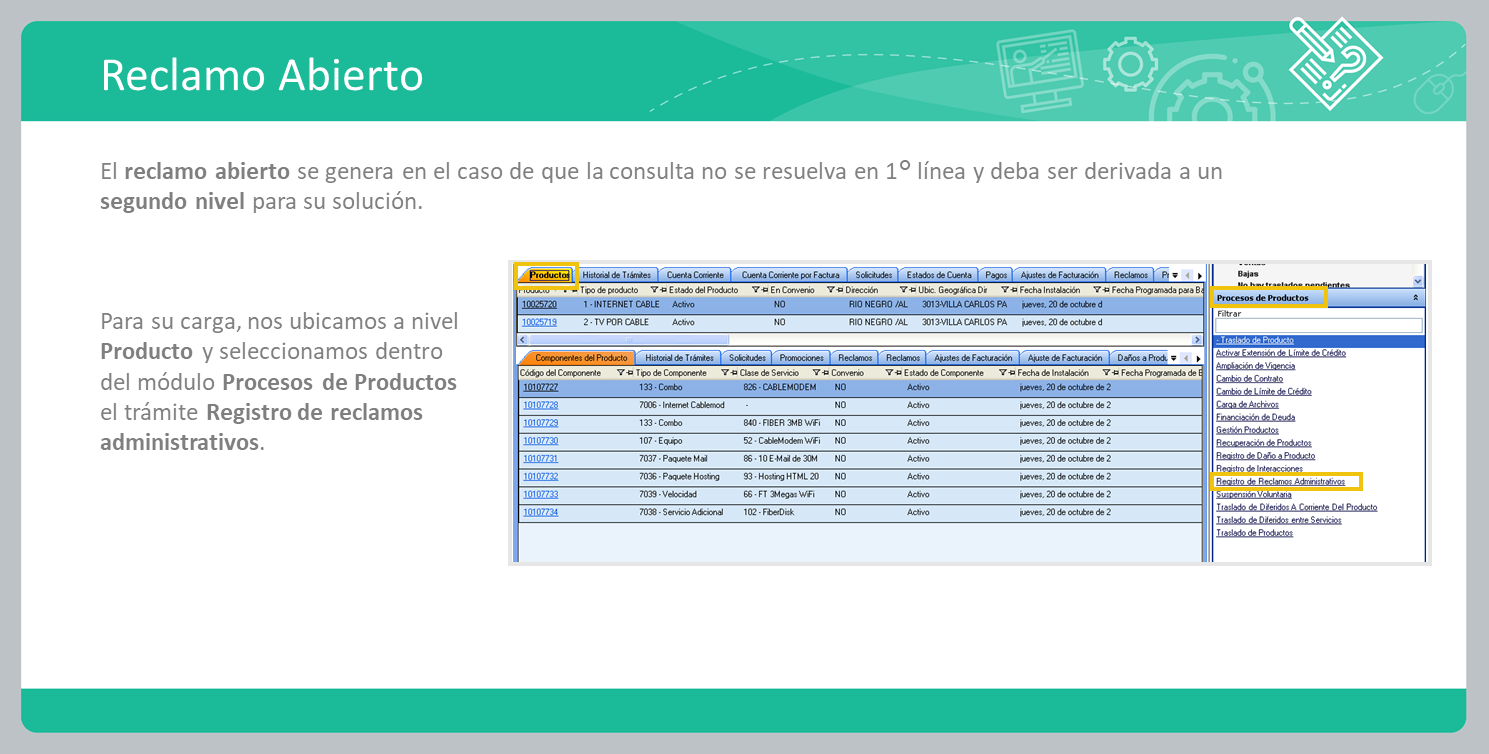 Reclamo Abierto
El reclamo abierto se genera en el caso de que la consulta no se resuelva en 1° línea y deba ser derivada a un
segundo nivel para su solución.
Para su carga, nos ubicamos a nivel
Producto y seleccionamos dentro
del módulo Procesos de Productos
el trámite Registro de reclamos
administrativos.
Productos Historial de Trámites Cuenta Corriente Cuenta Corriente por Factura Solicitudes Estados de Cuenta Pagos Ajustes de Facturación Reclamos
Producto Tipo de producto Estado del Producto En Convenio Dirección Ubic. Geográfica Dir Fecha Instalación Fecha Programada para Ba
10025720 1 - INTERNET CABLE Activo NO RIO NEGRO /AL 3013-VILLA CARLOS PA jueves, 20 de octubre d
10025719 2 - TV POR CABLE Activo NO RIO NEGRO /AL 3013-VILLA CARLOS PA jueves, 20 de octubre d
Componentes del Producto Historial de Trámites Solicitudes Promociones Reclamos Reclamos Ajustes de Facturación Ajuste de Facturación Daños a Produ
Código del Componente Tipo de Componente Clase de Servicio Convenio Estado de Componente Fecha de Instalación Fecha Programada de B
10107727 133 - Combo 826 - CABLEMODEM NO Activo jueves, 20 de octubre de 2
10107728 7006 - Internet Cablemod - NO Activo jueves, 20 de octubre de 2
10107729 133 - Combo 840 - FIBER 3MB WiFi NO Activo jueves, 20 de octubre de 2
10107730 107 - Equipo 52 - CableModem WiFi NO Activo jueves, 20 de octubre de 2
10107731 7037 - Paquete Mail 86 - 10 E-Mail de 30M NO Activo jueves, 20 de octubre de 2
10107732 7036 - Paquete Hosting 93 - Hosting HTML 20 NO Activo jueves, 20 de octubre de 2
10107733 7039 - Velocidad 66 - FT 3Megas WiFi NO Activo jueves, 20 de octubre de 2
10107734 7038 - Servicio Adicional 102 - FiberDisk NO Activo jueves, 20 de octubre de 2
Bajas
No hay traslados pendientes
Procesos de Productos
Filtrar
- Traslado de Producto
Activar Extensión de Límite de Crédito
Ampliación de Vigencia
Cambio de Contrato
Cambio de Límite de Crédito
Carga de Archivos
Financiación de Deuda
Gestión Productos
Recuperación de Productos
Registro de Daño a Producto
Registro de Interacciones
Registro de Reclamos Administrativos
Suspensión Voluntaria
Traslado de Diferidos A Corriente Del Producto
Traslado de Diferidos entre Servicios
Traslado de Productos